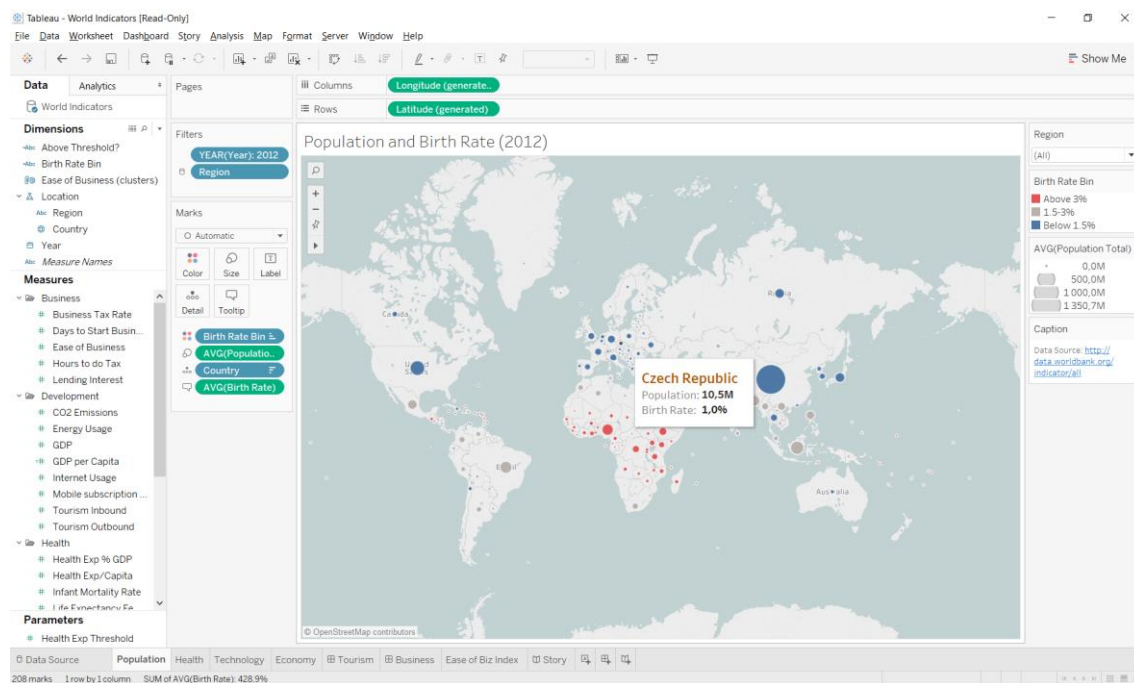 Tableau - World Indicators [Read-Only]
File Data Worksheet Dashboard Story Analysis Map Format Server Window Help
Show Me
Data Analytics
World Indicators
Dimensions
Abc Above Threshold?
Abc Birth Rate Bin
Ease of Business (clusters)
Location
Abc Region
Country
Year
Abc Measure Names
Measures
Business
# Business Tax Rate
# Days to Start Busin...
# Ease of Business
# Hours to do Tax
# Lending Interest
Development
# CO2 Emissions
# Energy Usage
# GDP
# GDP per Capita
# Internet Usage
# Mobile subscription ...
# Tourism Inbound
# Tourism Outbound
Health
# Health Exp % GDP
# Health Exp/Capita
# Infant Mortality Rate
# Life Expectancy Fe...
Parameters
# Health Exp Threshold
Pages
Filters
YEAR(Year): 2012
Region
Marks
Automatic
Color Size Label
Detail Tooltip
Birth Rate Bin
AVG(Populatio..
Country
AVG(Birth Rate)
Columns Longitude (generate..
Rows Latitude (generated)
Population and Birth Rate (2012)
Canada
United States
Brazil
Russia
Australia
Czech Republic
Population: 10,5M
Birth Rate: 1,0%
© OpenStreetMap contributors
Region
(All)
Birth Rate Bin
Above 3%
1.5-3%
Below 1.5%
AVG(Population Total)
0,0M
500,0M
1 000,0M
1 350,7M
Caption
Data Source: http://
data.worldbank.org/
indicator/all
Data Source Population Health Technology Economy Tourism Business Ease of Biz Index Story
208 marks 1 row by 1 column SUM of AVG(Birth Rate): 428.9%